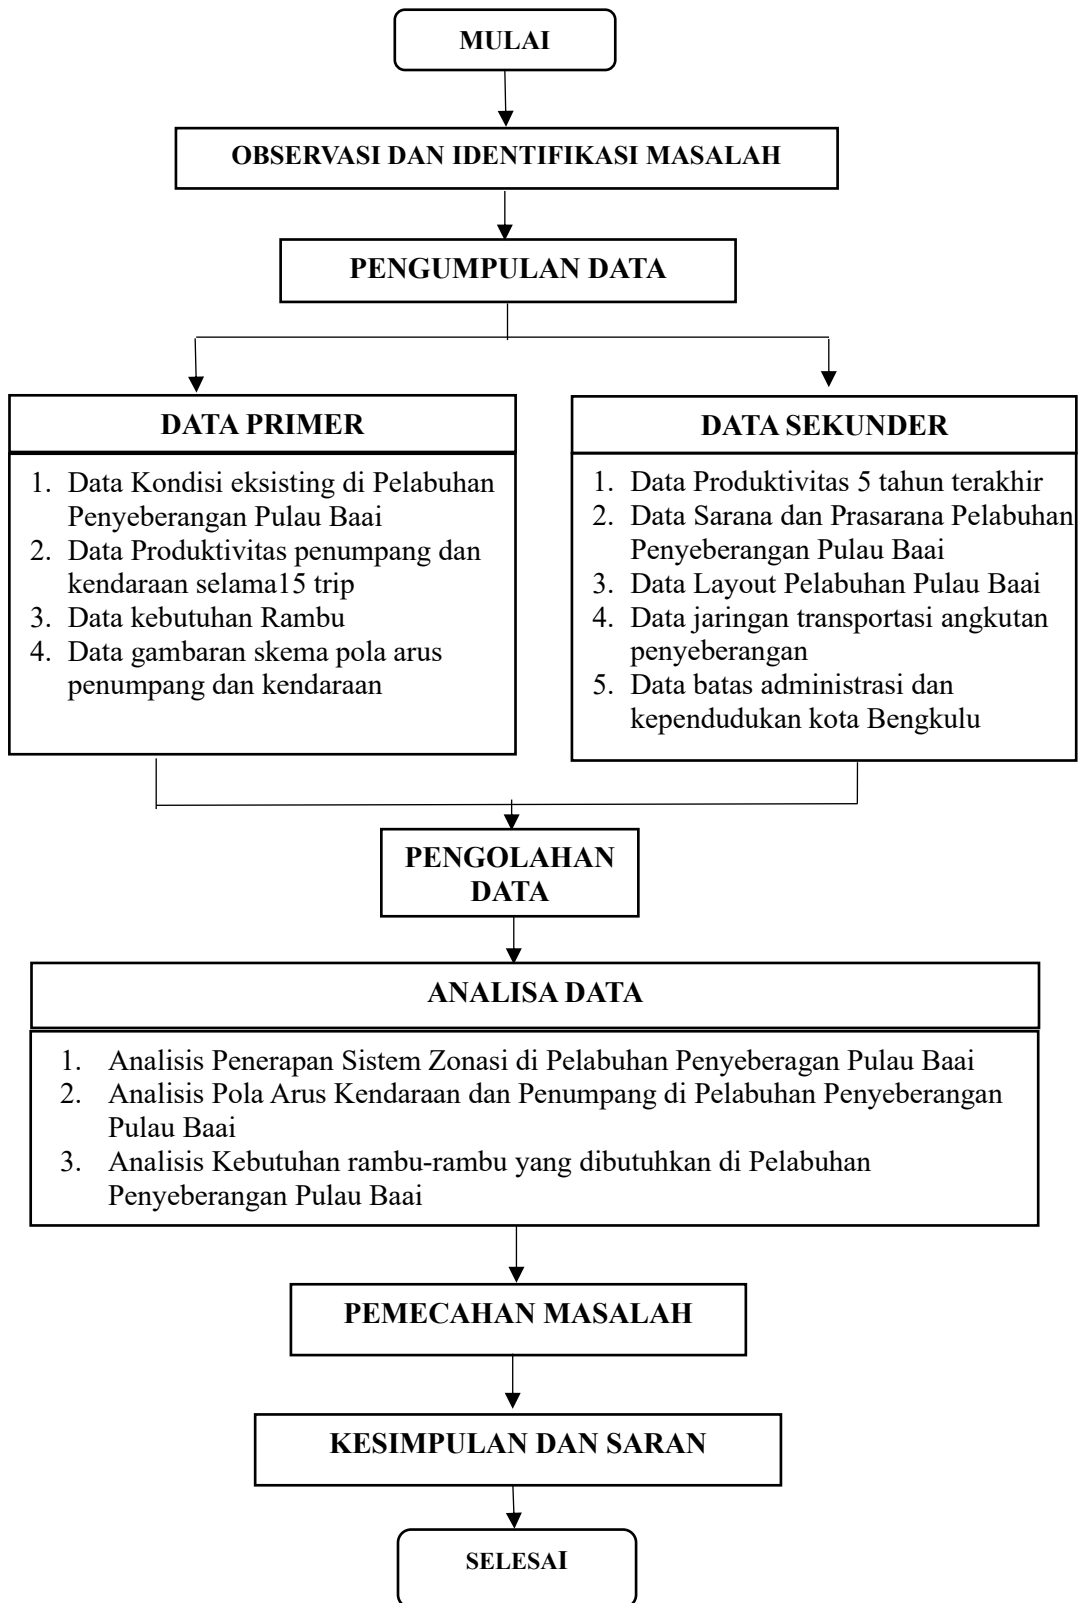 MULAI
OBSERVASI DAN IDENTIFIKASI MASALAH
PENGUMPULAN DATA
DATA PRIMER
1. Data Kondisi eksisting di Pelabuhan
Penyeberangan Pulau Baai
2. Data Produktivitas penumpang dan
kendaraan selama15 trip
3. Data kebutuhan Rambu
4. Data gambaran skema pola arus
penumpang dan kendaraan
DATA SEKUNDER
1. Data Produktivitas 5 tahun terakhir
2. Data Sarana dan Prasarana Pelabuhan
Penyeberangan Pulau Baai
3. Data Layout Pelabuhan Pulau Baai
4. Data jaringan transportasi angkutan
penyeberangan
5. Data batas administrasi dan
kependudukan kota Bengkulu
PENGOLAHAN
DATA
ANALISA DATA
1. Analisis Penerapan Sistem Zonasi di Pelabuhan Penyeberagan Pulau Baai
2. Analisis Pola Arus Kendaraan dan Penumpang di Pelabuhan Penyeberangan
Pulau Baai
3. Analisis Kebutuhan rambu-rambu yang dibutuhkan di Pelabuhan
Penyeberangan Pulau Baai
PEMECAHAN MASALAH
KESIMPULAN DAN SARAN
SELESAI